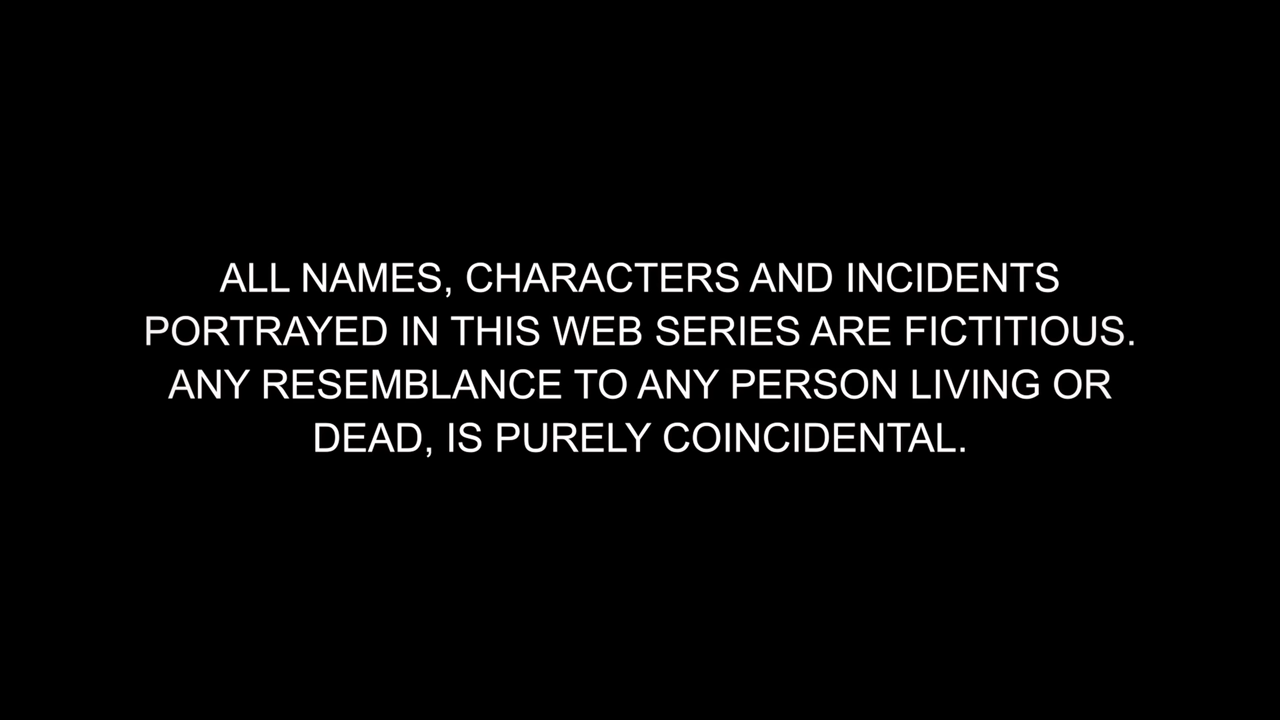 ALL NAMES, CHARACTERS AND INCIDENTS
PORTRAYED IN THIS WEB SERIES ARE FICTITIOUS.
ANY RESEMBLANCE TO ANY PERSON LIVING OR
DEAD, IS PURELY COINCIDENTAL.